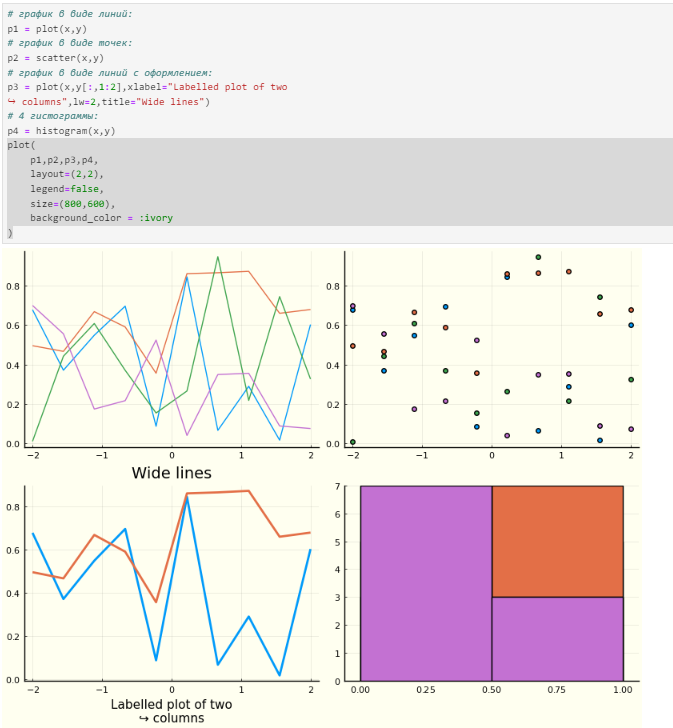 # график в виде линий:
p1 = plot(x,y)
# график в виде точек:
p2 = scatter(x,y)
# график в виде линий с оформлением:
p3 = plot(x,y[:,1:2],xlabel="Labelled plot of two
↪ columns",lw=2,title="Wide lines")
# 4 гистограммы:
p4 = histogram(x,y)
plot(
    p1,p2,p3,p4,
    layout=(2,2),
    legend=false,
    size=(800,600),
    background_color = :ivory
)
0.8
0.6
0.4
0.2
0.0
−2 −1 0 1 2
0.8
0.6
0.4
0.2
0.0
−2 −1 0 1 2
Wide lines
0.8
0.6
0.4
0.2
0.0
−2 −1 0 1 2
Labelled plot of two
↪ columns
7
6
5
4
3
2
1
0
0.00 0.25 0.50 0.75 1.00